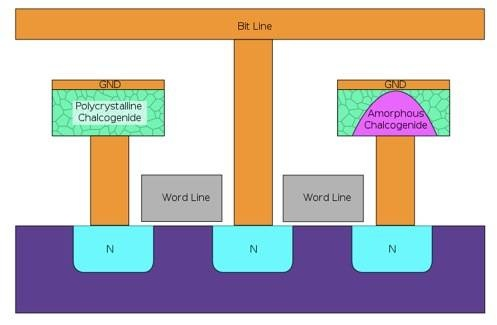 Bit Line
GND
GND
Polycrystalline
Chalcogenide
Amorphous
Chalcogenide
Word Line
Word Line
N
N
N